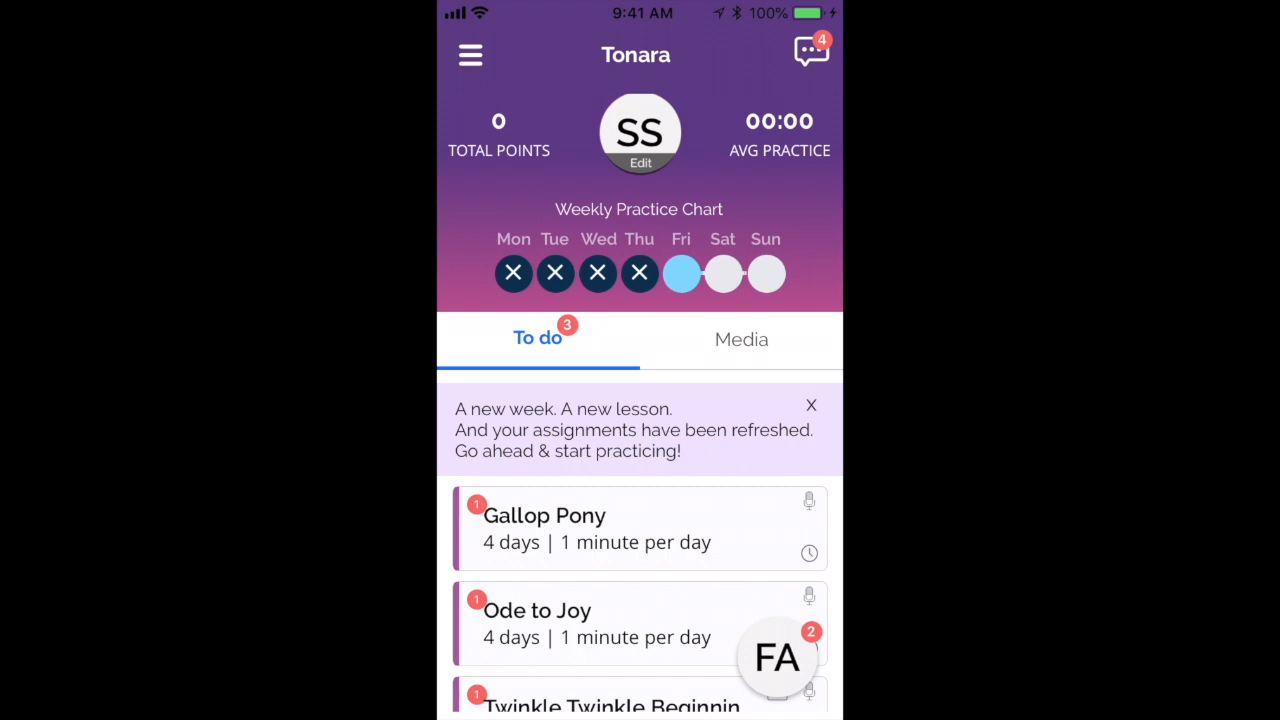 9:41 AM
100%
Tonara
4
0
TOTAL POINTS
SS
Edit
00:00
AVG PRACTICE
Weekly Practice Chart
Mon Tue Wed Thu Fri Sat Sun
To do
3
Media
A new week. A new lesson.
X
And your assignments have been refreshed.
Go ahead & start practicing!
1
Gallop Pony
4 days | 1 minute per day
1
Ode to Joy
4 days | 1 minute per day
FA
2
1
Twinkle Twinkle Beginnin